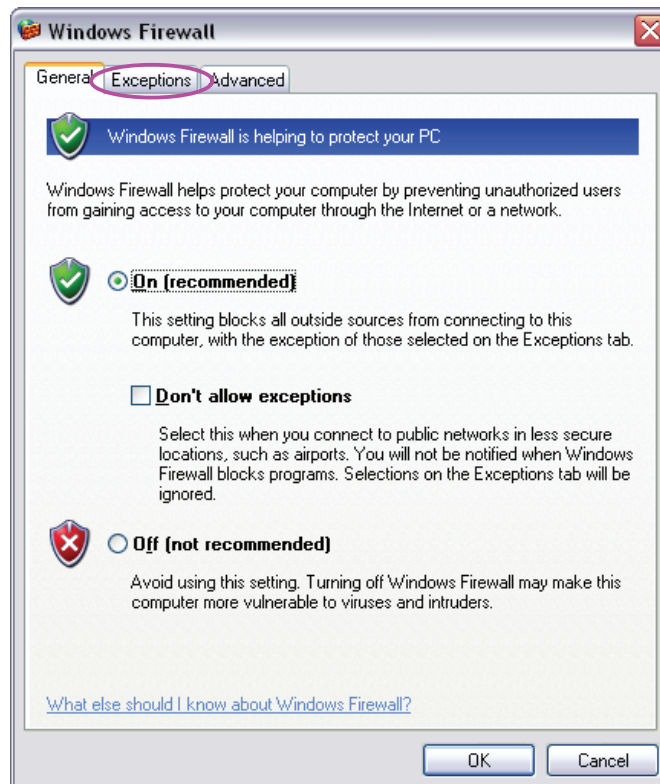 Windows Firewall
General
Exceptions
Advanced
Windows Firewall is helping to protect your PC
Windows Firewall helps protect your computer by preventing unauthorized users
from gaining access to your computer through the Internet or a network.
On (recommended)
This setting blocks all outside sources from connecting to this
computer, with the exception of those selected on the Exceptions tab.
Don't allow exceptions
Select this when you connect to public networks in less secure
locations, such as airports. You will not be notified when Windows
Firewall blocks programs. Selections on the Exceptions tab will be
ignored.
Off (not recommended)
Avoid using this setting. Turning off Windows Firewall may make this
computer more vulnerable to viruses and intruders.
What else should I know about Windows Firewall?
OK
Cancel